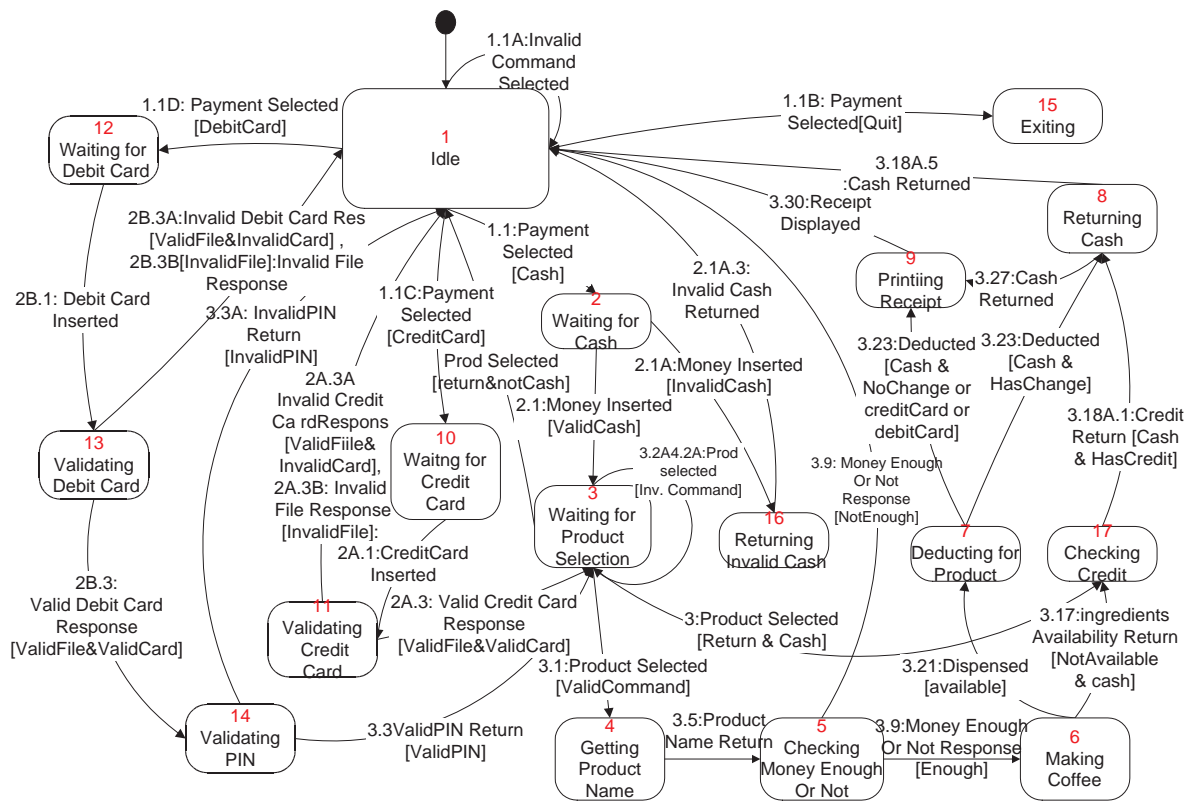 1.1A:Invalid
Command
Selected
1.1D: Payment Selected
[DebitCard]
1.1B: Payment
Selected[Quit]
15
Exiting
12
Waiting for
Debit Card
1
Idle
3.18A.5
:Cash Returned
3.30:Receipt
Displayed
8
Returning
Cash
2B.3A:Invalid Debit Card Res
[ValidFile&InvalidCard] ,
2B.3B[InvalidFile]:Invalid File
Response
1.1:Payment
Selected
[Cash]
2B.1: Debit Card
Inserted
3.3A: InvalidPIN
Return
[InvalidPIN]
1.1C:Payment
Selected
[CreditCard]
2
Waiting for
Cash
2.1A.3:
Invalid Cash
Returned
9
Printiing
Receipt
3.27:Cash
Returned
Prod Selected
[return&notCash]
2.1A:Money Inserted
[InvalidCash]
3.23:Deducted
[Cash &
NoChange or
creditCard or
debitCard]
3.23:Deducted
[Cash &
HasChange]
2A.3A
Invalid Credit
Ca rdRespons
[ValidFiile&
InvalidCard],
2A.3B: Invalid
File Response
[InvalidFile]:
2.1:Money Inserted
[ValidCash]
3.18A.1:Credit
Return [Cash
& HasCredit]
13
Validating
Debit Card
10
Waitng for
Credit
Card
3.2A4.2A:Prod
selected
[Inv. Command]
3.9: Money Enough
Or Not
Response
[NotEnough]
3
Waiting for
Product
Selection
16
Returning
Invalid Cash
7
Deducting for
Product
17
Checking
Credit
2A.1:CreditCard
Inserted
2B.3:
Valid Debit Card
Response
[ValidFile&ValidCard]
11
Validating
Credit
Card
2A.3: Valid Credit Card
Response
[ValidFile&ValidCard]
3:Product Selected
[Return & Cash]
3.17:ingredients
Availability Return
[NotAvailable
& cash]
3.1:Product Selected
[ValidCommand]
3.21:Dispensed
[available]
14
Validating
PIN
3.3ValidPIN Return
[ValidPIN]
4
Getting
Product
Name
3.5:Product
Name Return
5
Checking
Money Enough
Or Not
3.9:Money Enough
Or Not Response
[Enough]
6
Making
Coffee